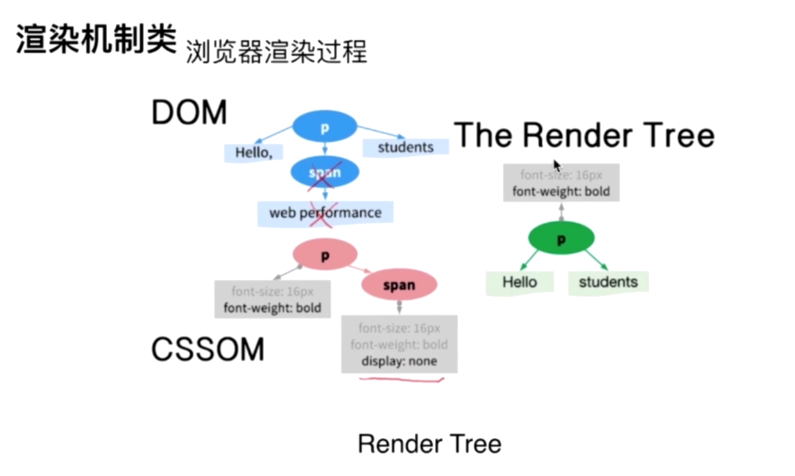 渲染机制类 浏览器渲染过程
DOM
p
Hello,
students
span
web performance
The Render Tree
font-size: 16px
font-weight: bold
p
Hello
students
p
font-size: 16px
font-weight: bold
span
font-size: 16px
font-weight: bold
display: none
CSSOM
Render Tree